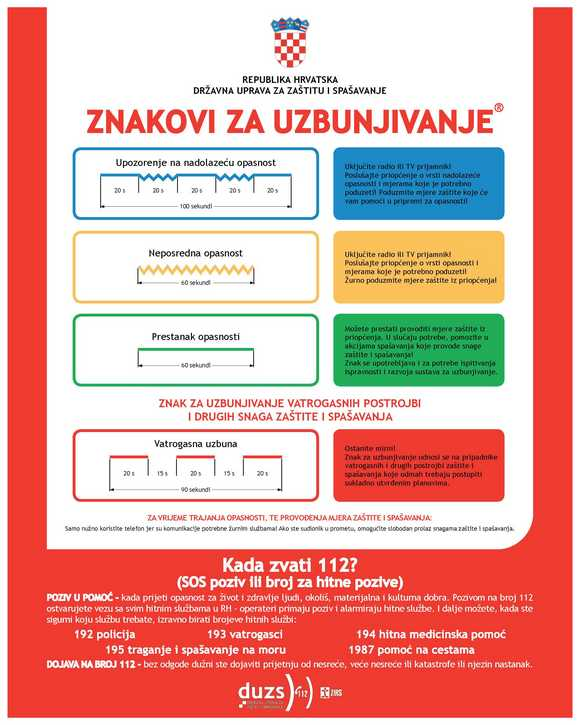 REPUBLIKA HRVATSKA
DRŽAVNA UPRAVA ZA ZAŠTITU I SPAŠAVANJE
ZNAKOVI ZA UZBUNJIVANJE®
Upozorenje na nadolazeću opasnost
20 s 20 s 20 s 20 s 20 s
100 sekundi
Uključite radio ili TV prijamnik!
Poslušajte priopćenje o vrsti nadolazeće
opasnosti i mjerama koje je potrebno
poduzeti! Poduzmite mjere zaštite koje će
vam pomoći u pripremi za opasnosti!
Neposredna opasnost
60 sekundi
Uključite radio ili TV prijamnik!
Poslušajte priopćenje o vrsti opasnosti i
mjerama koje je potrebno poduzeti!
Žurno poduzmite mjere zaštite iz priopćenja!
Prestanak opasnosti
60 sekundi
Možete prestati provoditi mjere zaštite iz
priopćenja. U slučaju potrebe, pomozite u
akcijama spašavanja koje provode snage
zaštite i spašavanja!
Znak se upotrebljava i za potrebe ispitivanja
ispravnosti i razvoja sustava za uzbunjivanje.
ZNAK ZA UZBUNJIVANJE VATROGASNIH POSTROJBI
I DRUGIH SNAGA ZAŠTITE I SPAŠAVANJA
Vatrogasna uzbuna
20 s 15 s 20 s 15 s 20 s
90 sekundi
Ostanite mirni!
Znak za uzbunjivanje odnosi se na pripadnike
vatrogasnih i drugih postrojbi zaštite i
spašavanja koje odmah trebaju postupiti
sukladno utvrđenim planovima.
ZA VRIJEME TRAJANJA OPASNOSTI, TE PROVOĐENJA MJERA ZAŠTITE I SPAŠAVANJA:
Samo nužno koristite telefon jer su komunikacije potrebne žurnim službama! Ako ste sudionik u prometu, omogućite slobodan prolaz snagama zaštite i spašavanja.
Kada zvati 112?
(SOS poziv ili broj za hitne pozive)
POZIV U POMOĆ - kada prijeti opasnost za život i zdravlje ljudi, okoliš, materijalna i kulturna dobra. Pozivom na broj 112
ostvarujete vezu sa svim hitnim službama u RH - operateri primaju poziv i alarmiraju hitne službe. I dalje možete, kada ste
sigurni koju službu trebate, izravno birati brojeve hitnih službi:
192 policija 193 vatrogasci 194 hitna medicinska pomoć
195 traganje i spašavanje na moru 1987 pomoć na cestama
DOJAVA NA BROJ 112 - bez odgode dužni ste dojaviti prijetnju od nesreće, veće nesreće ili katastrofe ili njezin nastanak.
duzs 112 ZIRS